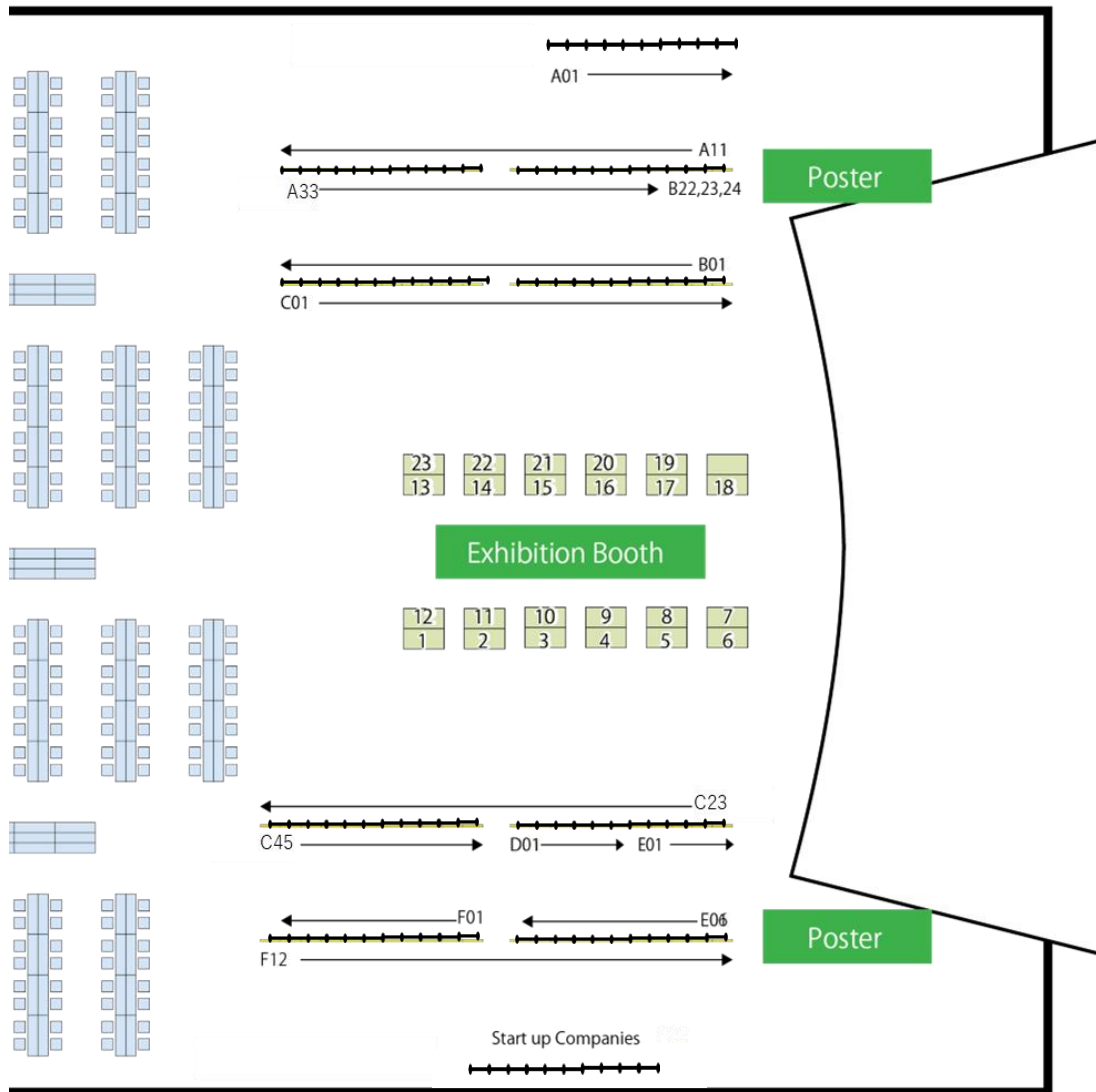 A01
A11
Poster
A33
B22,23,24
B01
C01
23 22 21 20 19
13 14 15 16 17 18
Exhibition Booth
12 11 10 9 8 7
1 2 3 4 5 6
C23
C45
D01
E01
F01
E06
Poster
F12
Start up Companies